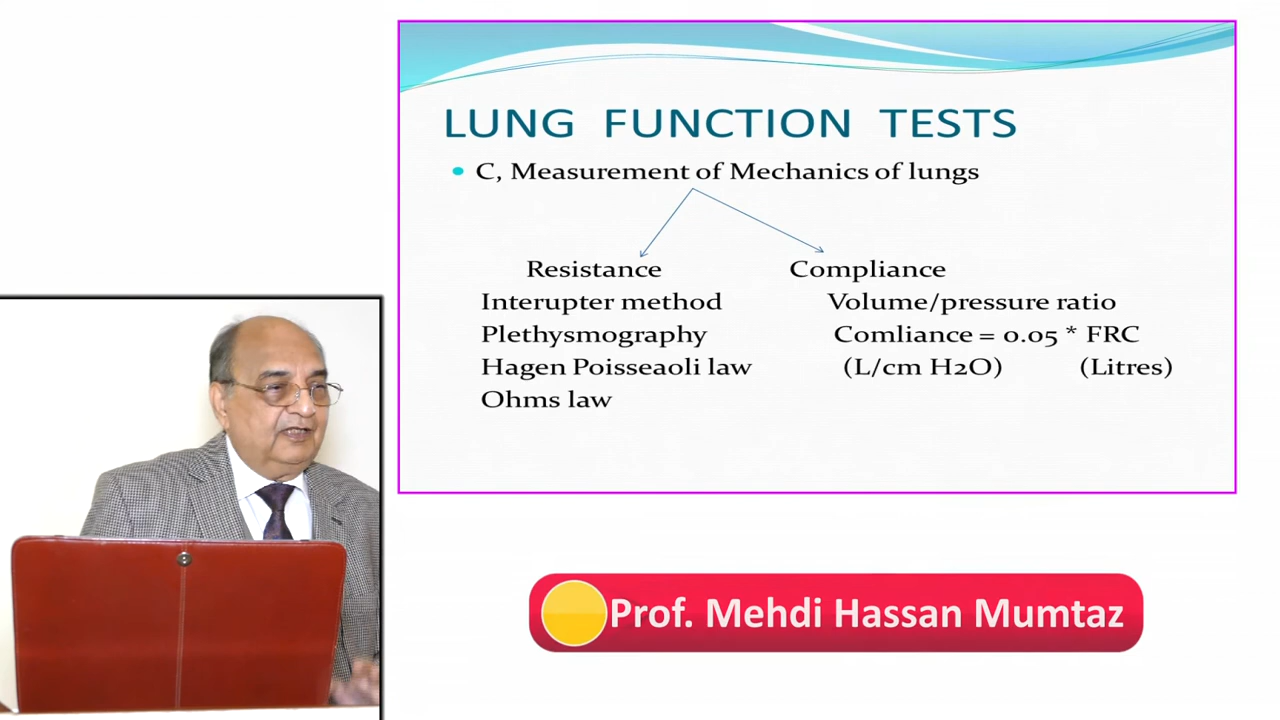 LUNG FUNCTION TESTS
C, Measurement of Mechanics of lungs
Resistance Compliance
Interupter method Volume/pressure ratio
Plethysmography Comliance = 0.05 * FRC
Hagen Poisseaoli law (L/cm H2O) (Litres)
Ohms law
Prof. Mehdi Hassan Mumtaz